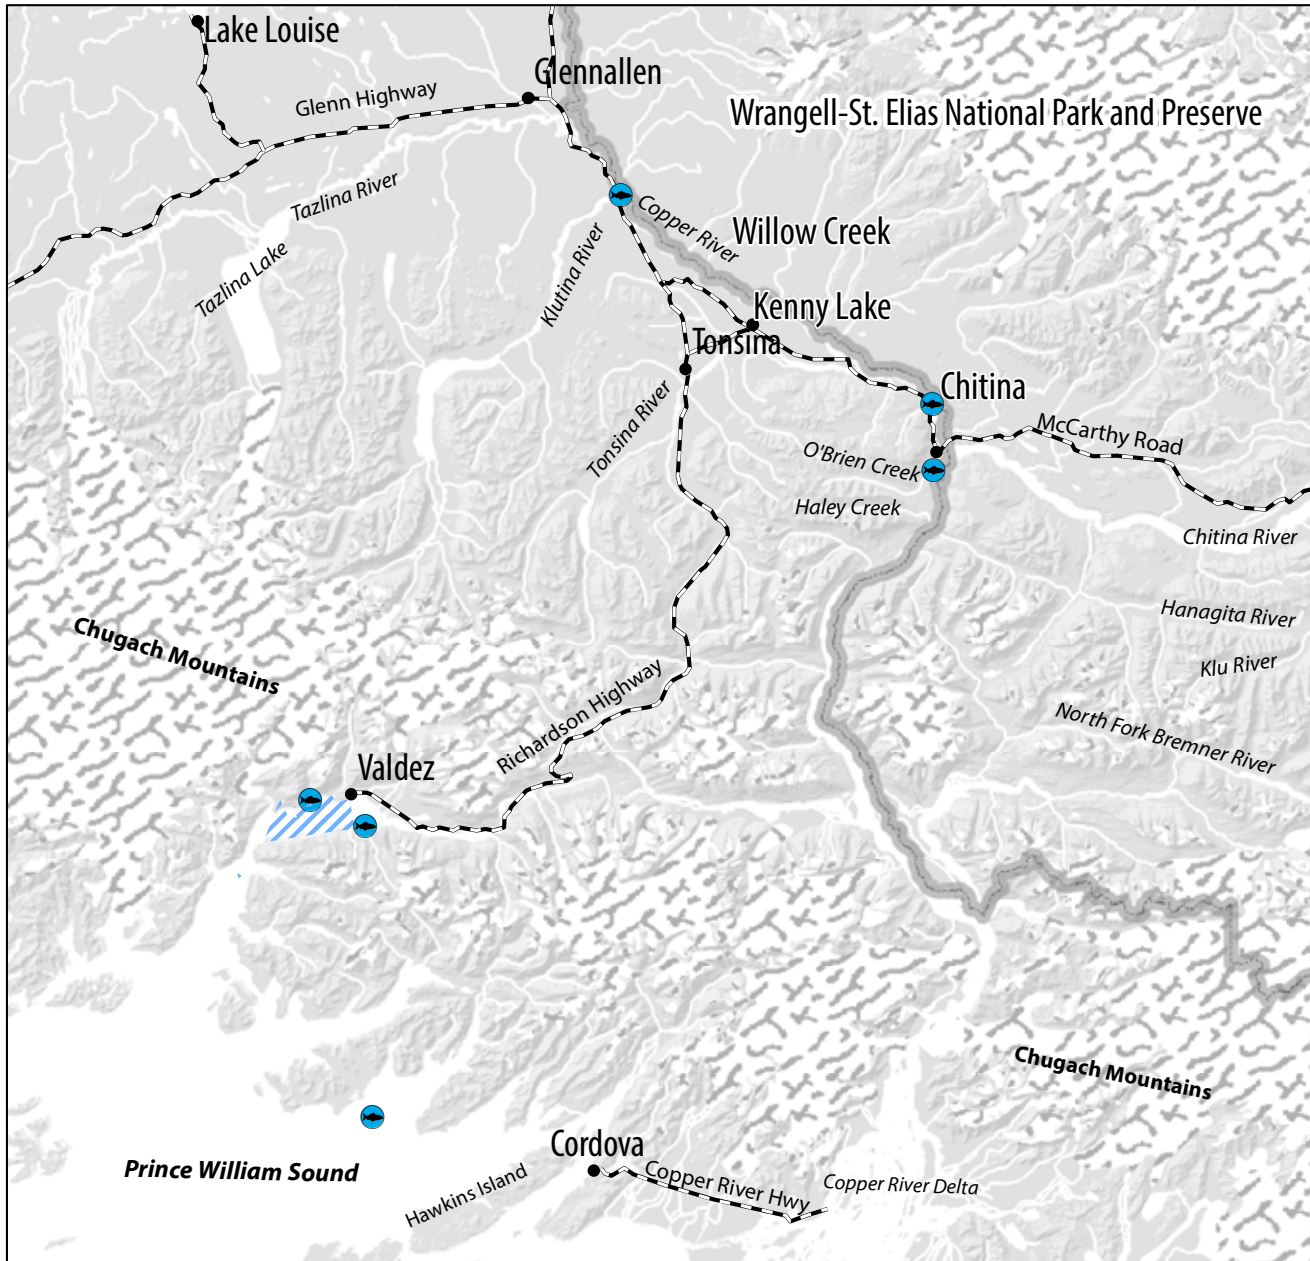 Lake Louise
Glennallen
Glenn Highway
Wrangell-St. Elias National Park and Preserve
Tazlina River
Copper River
Willow Creek
Klutina River
Tazlina Lake
Kenny Lake
Tonsina
Chitina
Tonsina River
McCarthy Road
O'Brien Creek
Haley Creek
Chitina River
Hanagita River
Chugach Mountains
Klu River
Richardson Highway
North Fork Bremner River
Valdez
Chugach Mountains
Cordova
Prince William Sound
Hawkins Island
Copper River Hwy
Copper River Delta